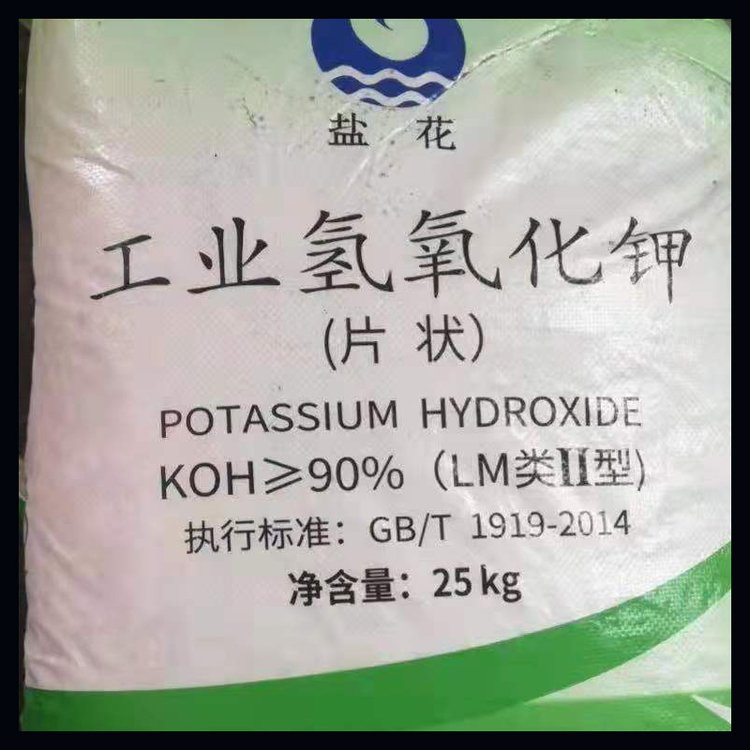 盐花
工业氢氧化钾
(片状)
POTASSIUM HYDROXIDE
KOH≥90%（LM类II型)
执行标准：GB/T 1919-2014
净含量：25kg